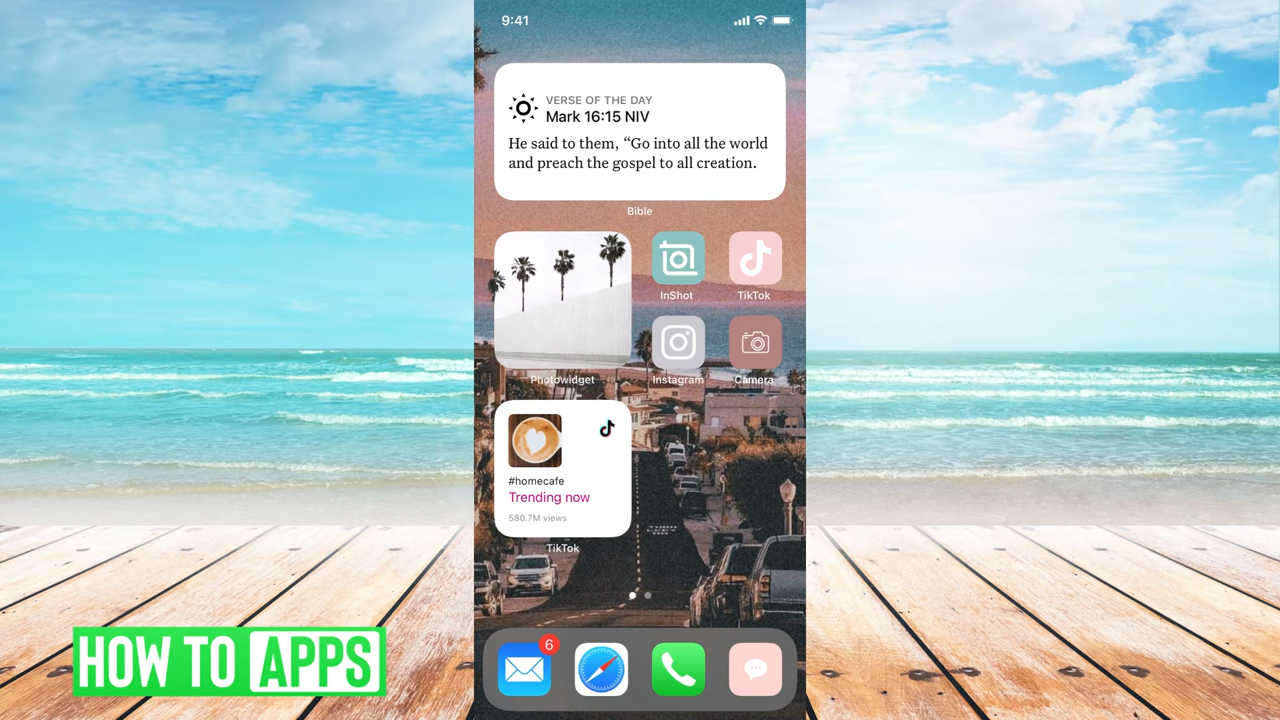 9:41
VERSE OF THE DAY
Mark 16:15 NIV
He said to them, “Go into all the world
and preach the gospel to all creation.
Bible
InShot
TikTok
Photowidget
Instagram
Camera
#homecafe
Trending now
580.7M views
TikTok
6
HOW TO APPS